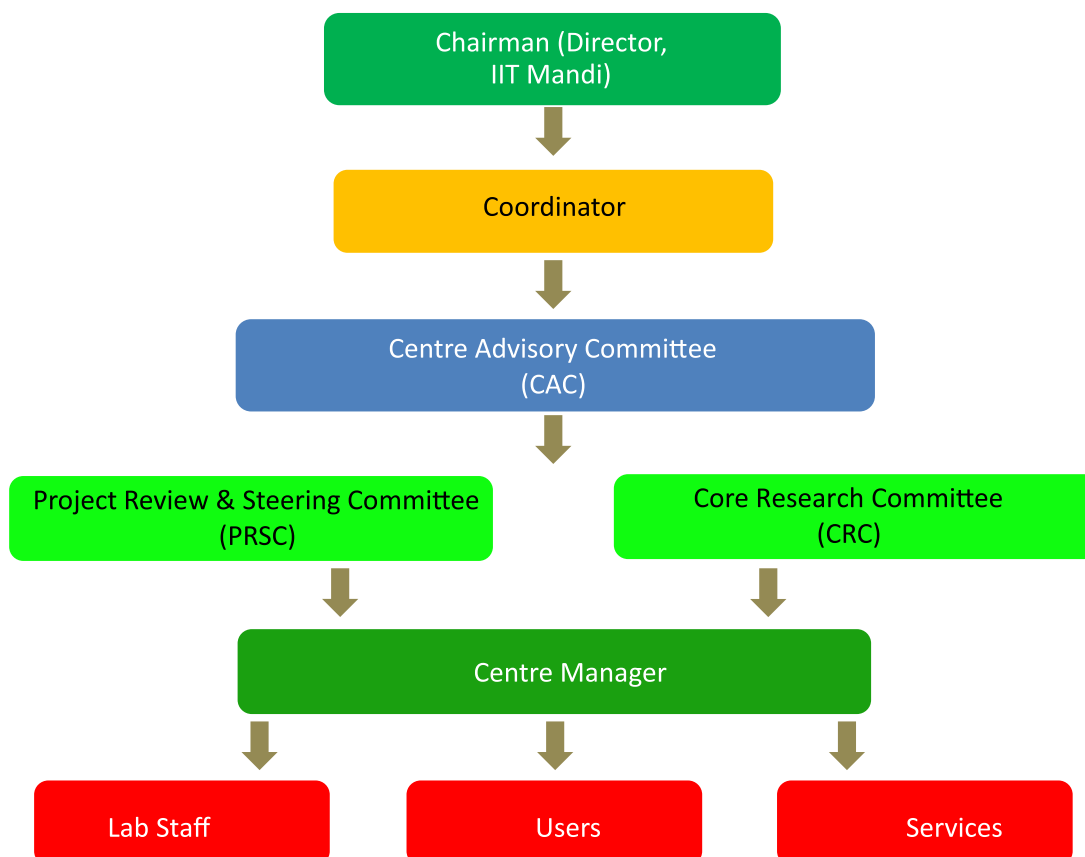 Chairman (Director,
IIT Mandi)
Coordinator
Centre Advisory Committee
(CAC)
Project Review & Steering Committee
(PRSC)
Core Research Committee
(CRC)
Centre Manager
Lab Staff
Users
Services